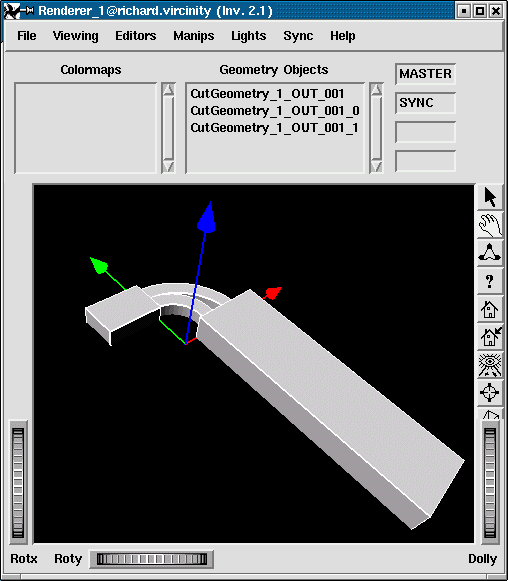 Renderer_1@richard.vircinity (Inv. 2.1)
File Viewing Editors Manips Lights Sync Help
Colormaps
Geometry Objects
CutGeometry_1_OUT_001
CutGeometry_1_OUT_001_0
CutGeometry_1_OUT_001_1
MASTER
SYNC
?
Rotx Roty Dolly